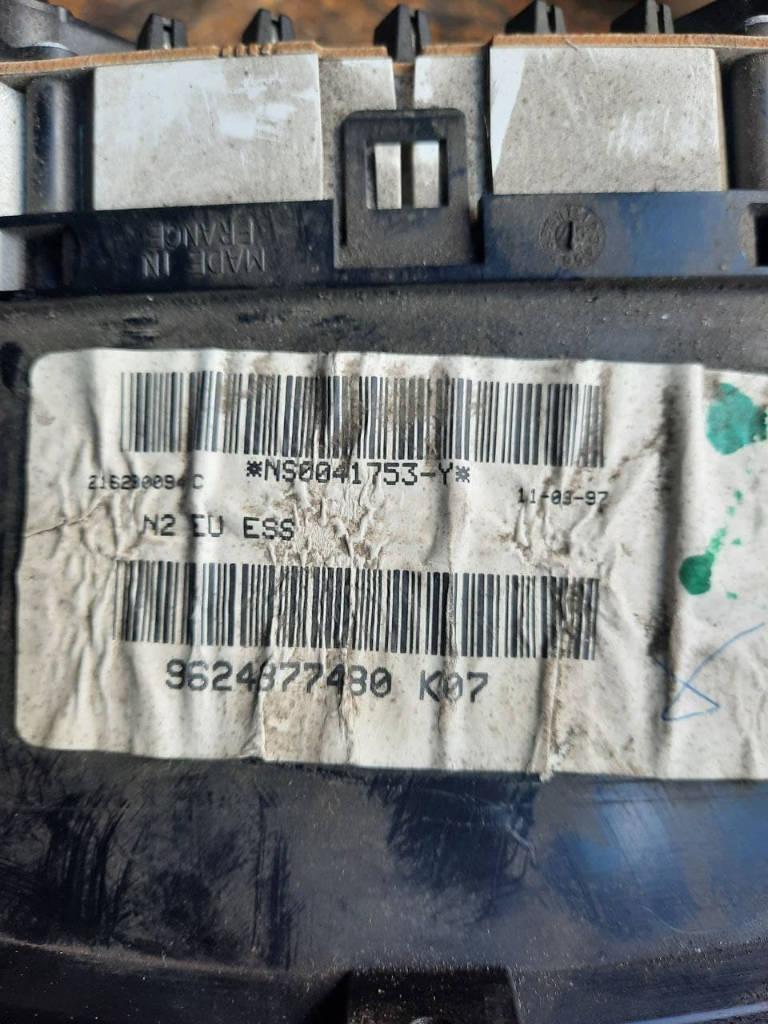 MADE IN
FRANCE
*NS0041753-Y*
216280094C
11-03-97
N2 EU ESS
9624877480 K07